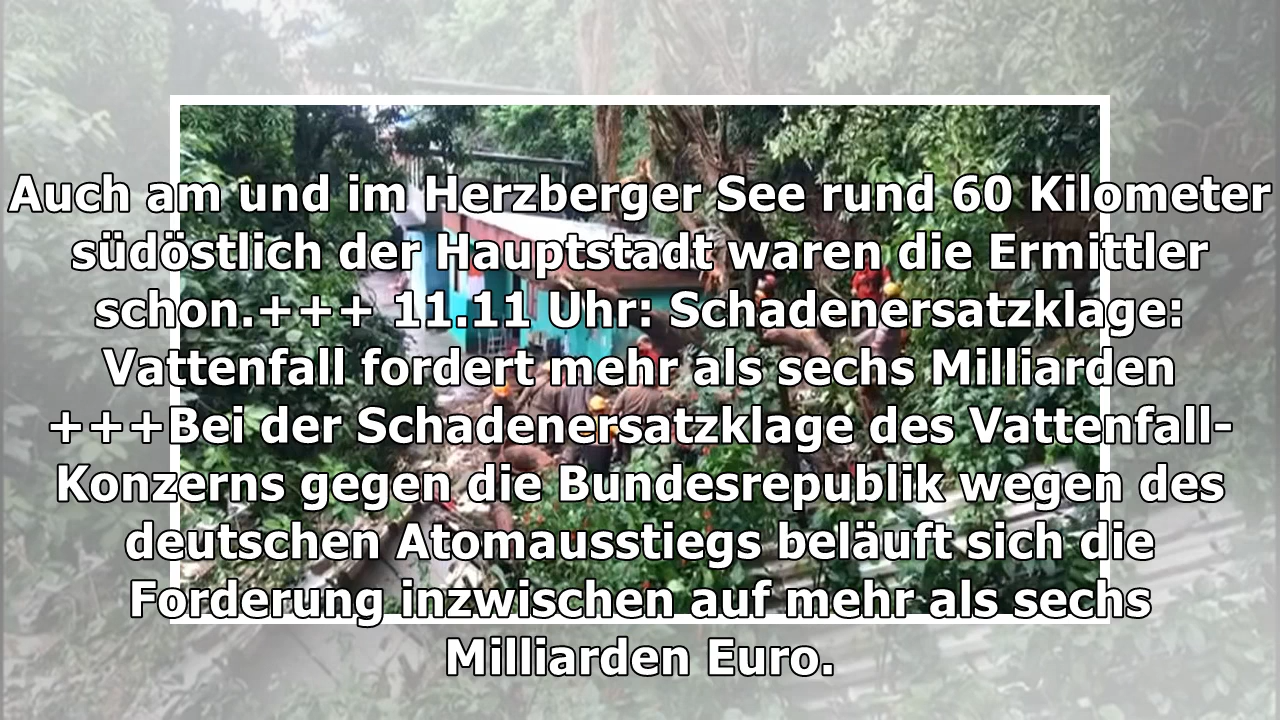 Auch am und im Herzberger See rund 60 Kilometer
südöstlich der Hauptstadt waren die Ermittler
schon.+++ 11.11 Uhr: Schadenersatzklage:
Vattenfall fordert mehr als sechs Milliarden
+++Bei der Schadenersatzklage des Vattenfall-
Konzerns gegen die Bundesrepublik wegen des
deutschen Atomausstiegs beläuft sich die
Forderung inzwischen auf mehr als sechs
Milliarden Euro.